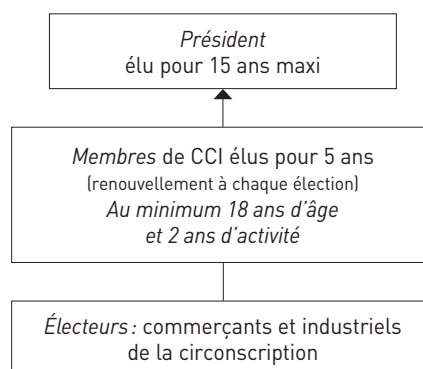 Président
élu pour 15 ans maxi
Membres de CCI élus pour 5 ans
(renouvellement à chaque élection)
Au minimum 18 ans d’âge
et 2 ans d’activité
Électeurs : commerçants et industriels
de la circonscription